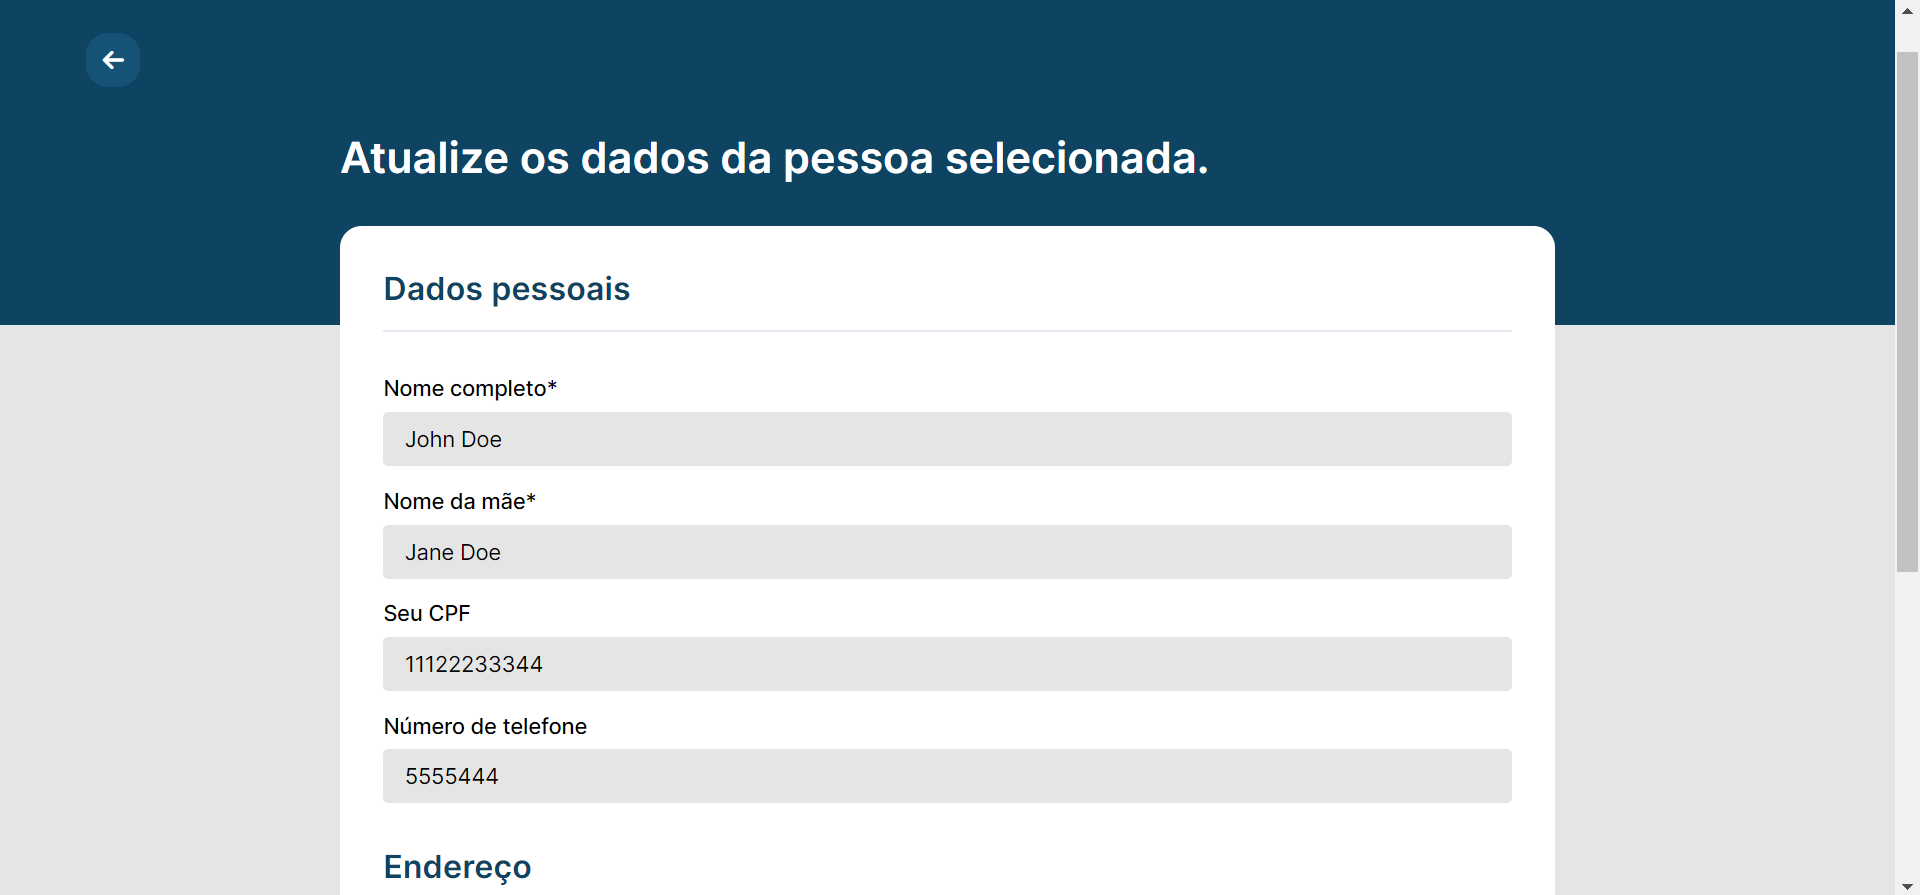 Atualize os dados da pessoa selecionada.
Dados pessoais
Nome completo*
John Doe
Nome da mãe*
Jane Doe
Seu CPF
11122233344
Número de telefone
5555444
Endereço